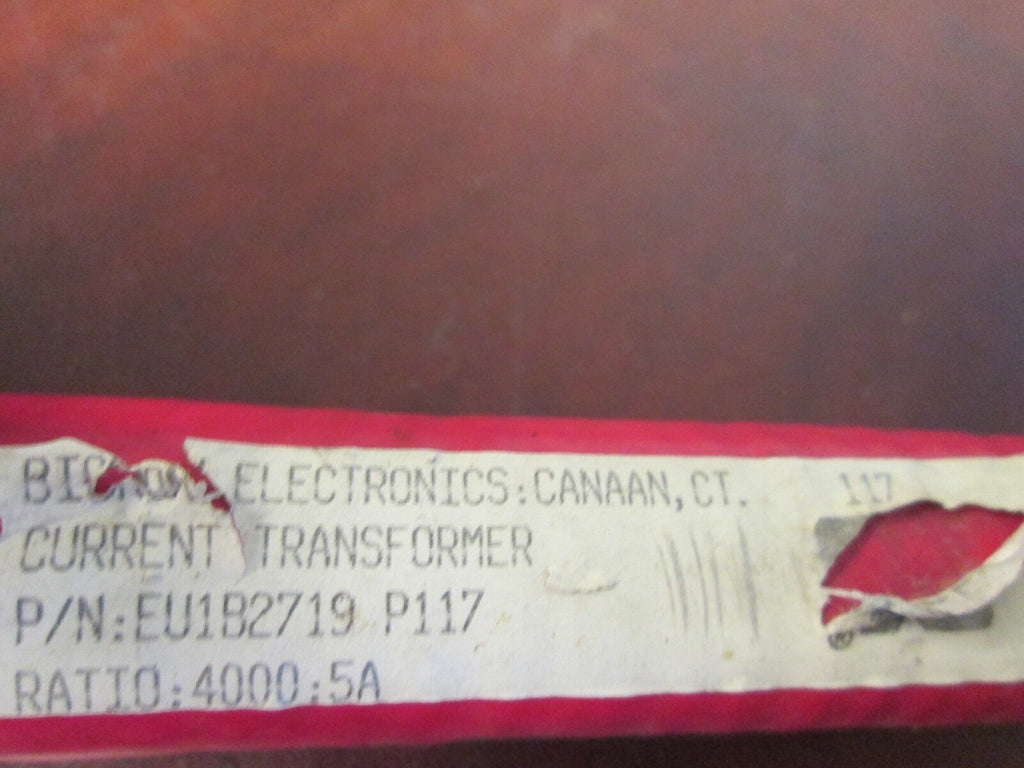 ELECTRONICS:CANAAN,CT. 117
CURRENT TRANSFORMER
P/N:EU1B2719 P117
RATIO:4000:5A